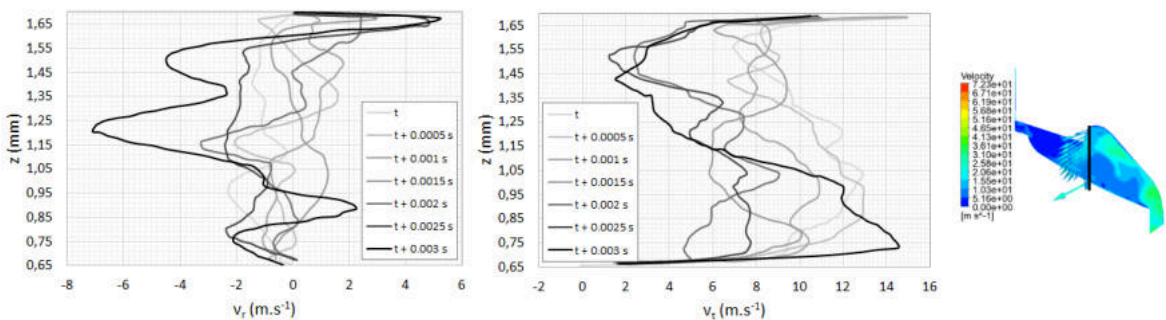 1,65
1,55
1,45
1,35
1,25
1,15
1,05
0,95
0,85
0,75
0,65
z (mm)
-8 -6 -4 -2 0 2 4 6
vr (m.s-1)
t
t + 0.0005 s
t + 0.001 s
t + 0.0015 s
t + 0.002 s
t + 0.0025 s
t + 0.003 s
1,65
1,55
1,45
1,35
1,25
1,15
1,05
0,95
0,85
0,75
0,65
z (mm)
-2 0 2 4 6 8 10 12 14 16
vt (m.s-1)
t
t + 0.0005 s
t + 0.001 s
t + 0.0015 s
t + 0.002 s
t + 0.0025 s
t + 0.003 s
Velocity
7.23e+01
6.71e+01
6.19e+01
5.68e+01
5.16e+01
4.65e+01
4.13e+01
3.61e+01
3.10e+01
2.58e+01
2.06e+01
1.55e+01
1.03e+01
5.16e+00
0.00e+00
[m s^-1]